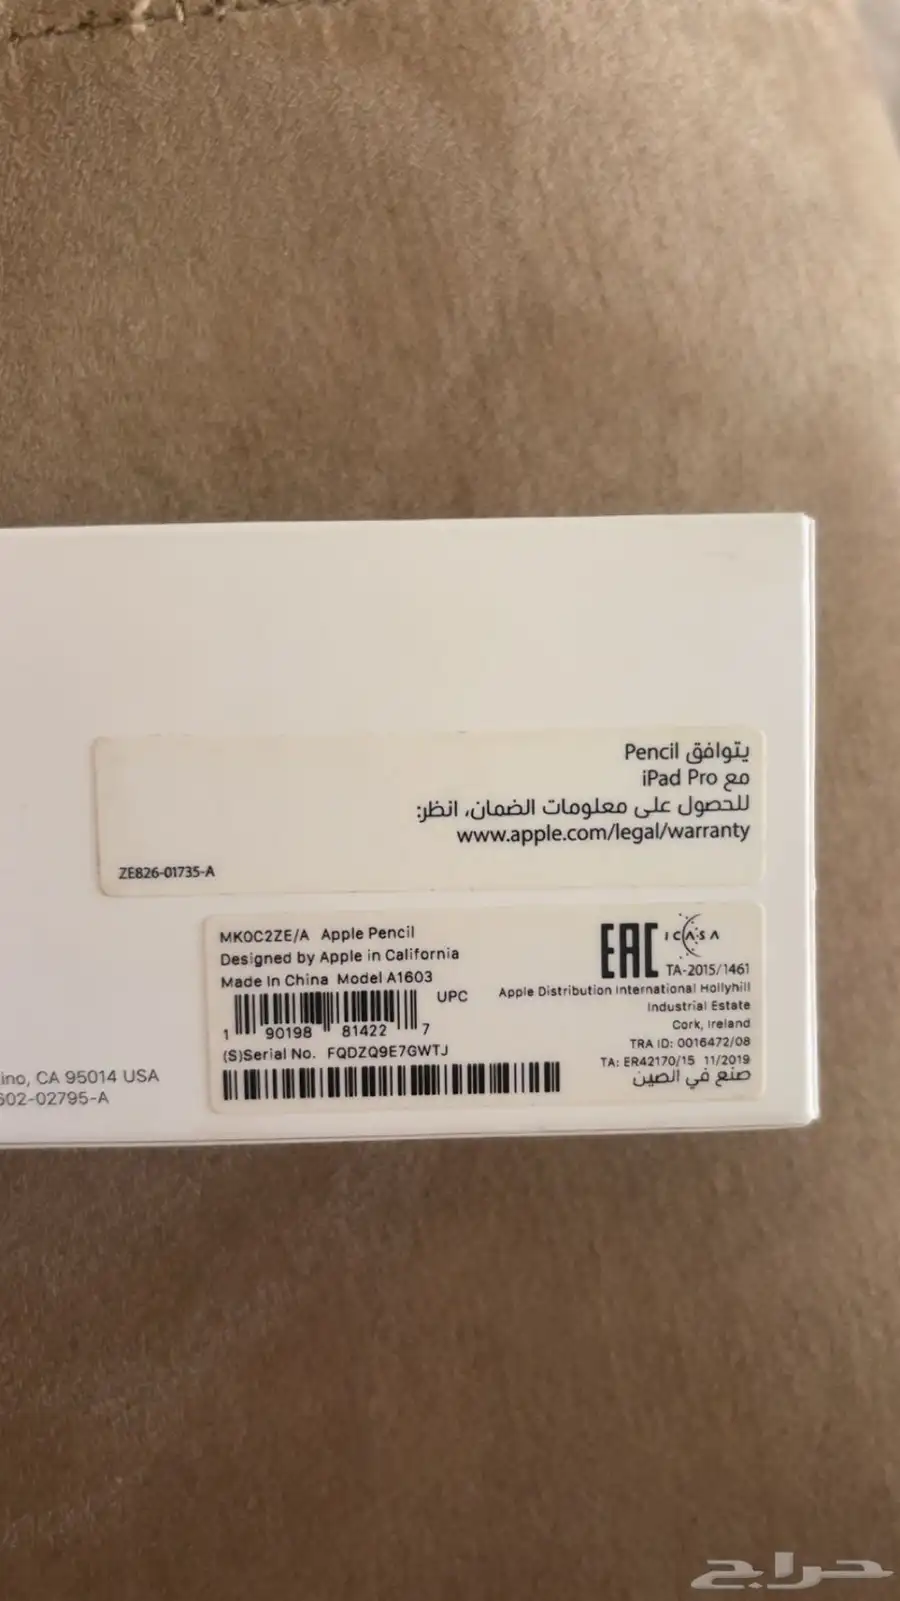 يتوافق Pencil
مع iPad Pro
للحصول على معلومات الضمان، انظر:
www.apple.com/legal/warranty
ZE826-01735-A
MK0C2ZE/A Apple Pencil
Designed by Apple in California
Made In China Model A1603
UPC
1 90198 81422 7
(S)Serial No. FQDZQ9E7GWTJ
EAC
ICASA
TA-2015/1461
Apple Distribution International Hollyhill
Industrial Estate
Cork, Ireland
TRA ID: 0016472/08
TA: ER42170/15 11/2019
صنع في الصين
ino, CA 95014 USA
602-02795-A
حراج